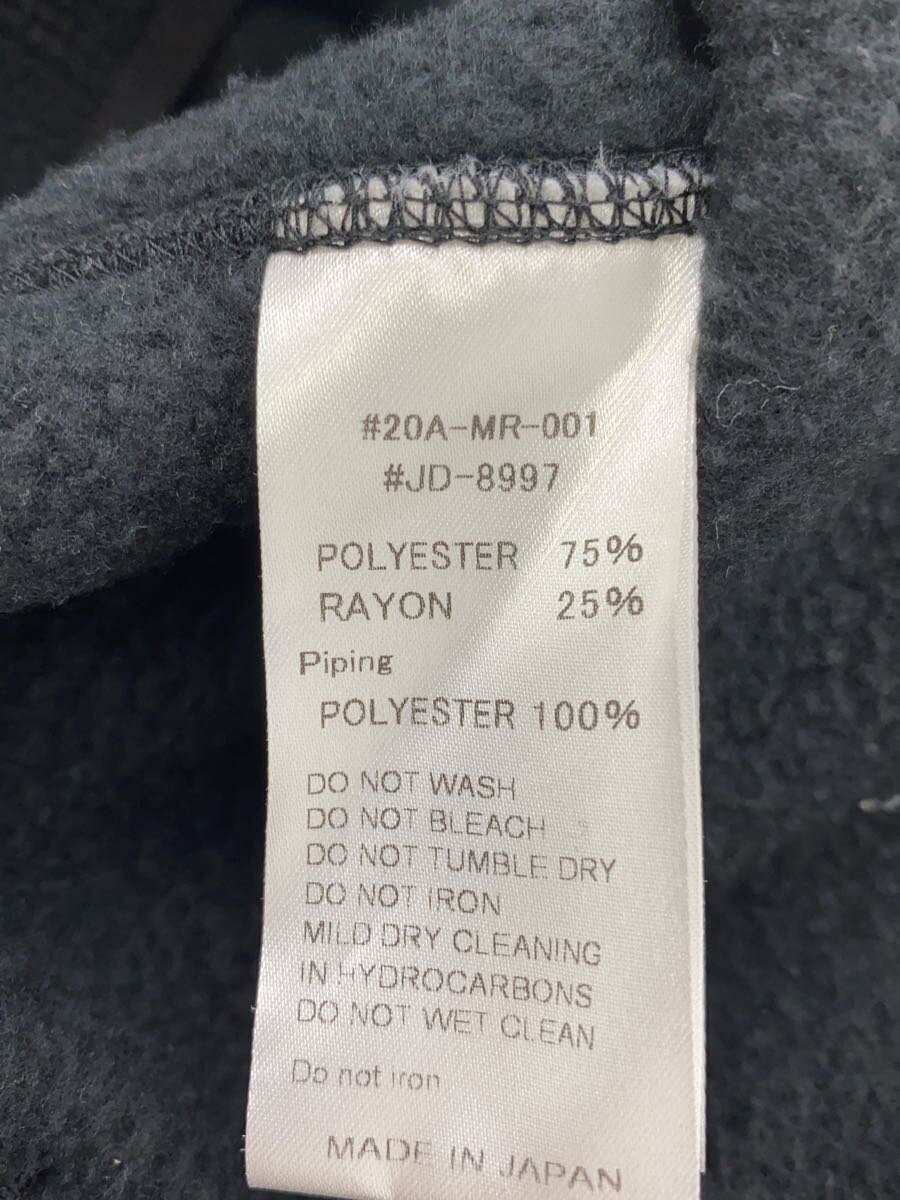 #20A-MR-001
#JD-8997
POLYESTER 75%
RAYON 25%
Piping
POLYESTER 100%
DO NOT WASH
DO NOT BLEACH
DO NOT TUMBLE DRY
DO NOT IRON
MILD DRY CLEANING
IN HYDROCARBONS
DO NOT WET CLEAN
Do not iron
MADE IN JAPAN